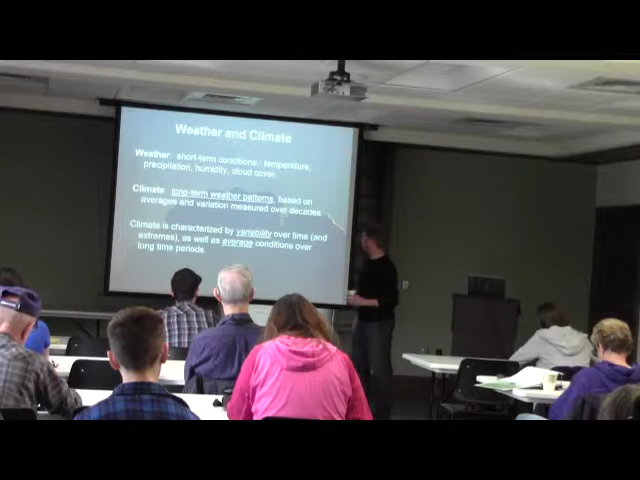 Weather and Climate
Weather: short-term conditions - temperature,
precipitation, humidity, cloud cover.
Climate: long-term weather patterns, based on
averages and variation measured over decades.
Climate is characterized by variability over time (and
extremes), as well as average conditions over
long time periods.